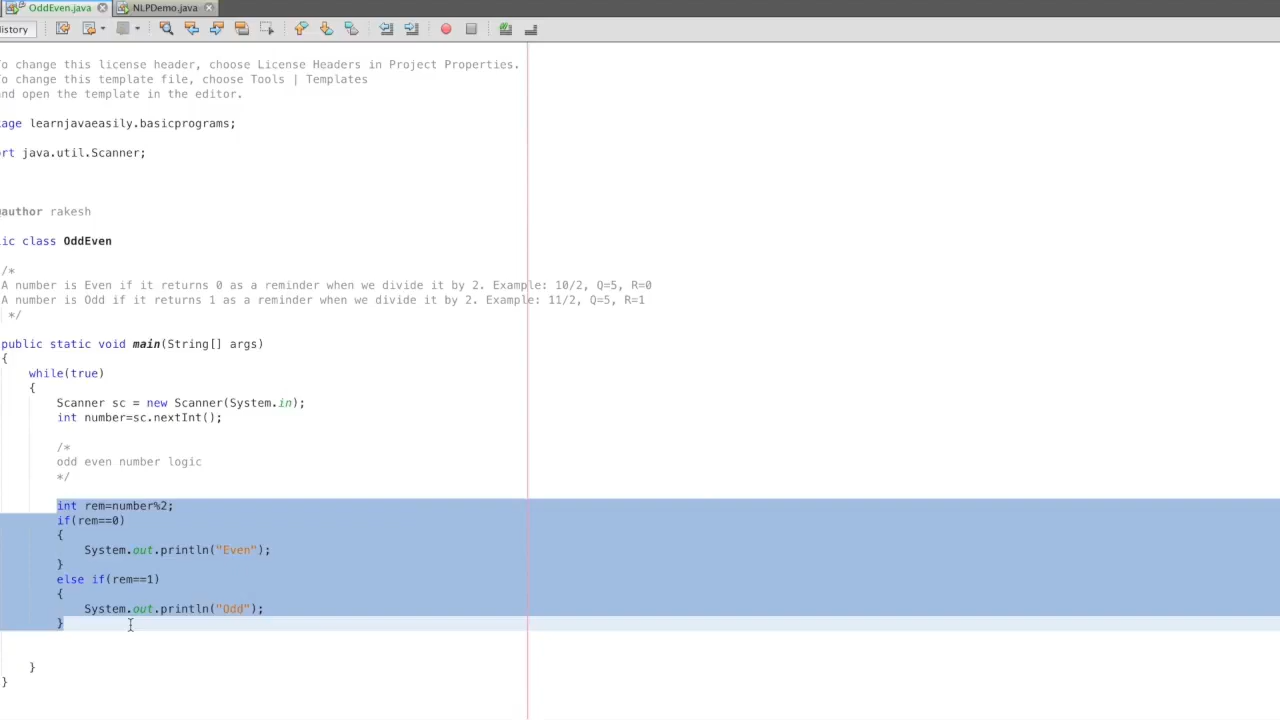 OddEven.java NLPDemo.java
istory
o change this license header, choose License Headers in Project Properties.
o change this template file, choose Tools | Templates
nd open the template in the editor.
age learnjavaeasily.basicprograms;
rt java.util.Scanner;
author rakesh
ic class OddEven
/*
A number is Even if it returns 0 as a reminder when we divide it by 2. Example: 10/2, Q=5, R=0
A number is Odd if it returns 1 as a reminder when we divide it by 2. Example: 11/2, Q=5, R=1
*/
public static void main(String[] args)
{
while(true)
{
Scanner sc = new Scanner(System.in);
int number=sc.nextInt();
/*
odd even number logic
*/
int rem=number%2;
if(rem==0)
{
System.out.println("Even");
}
else if(rem==1)
{
System.out.println("Odd");
}
}
}